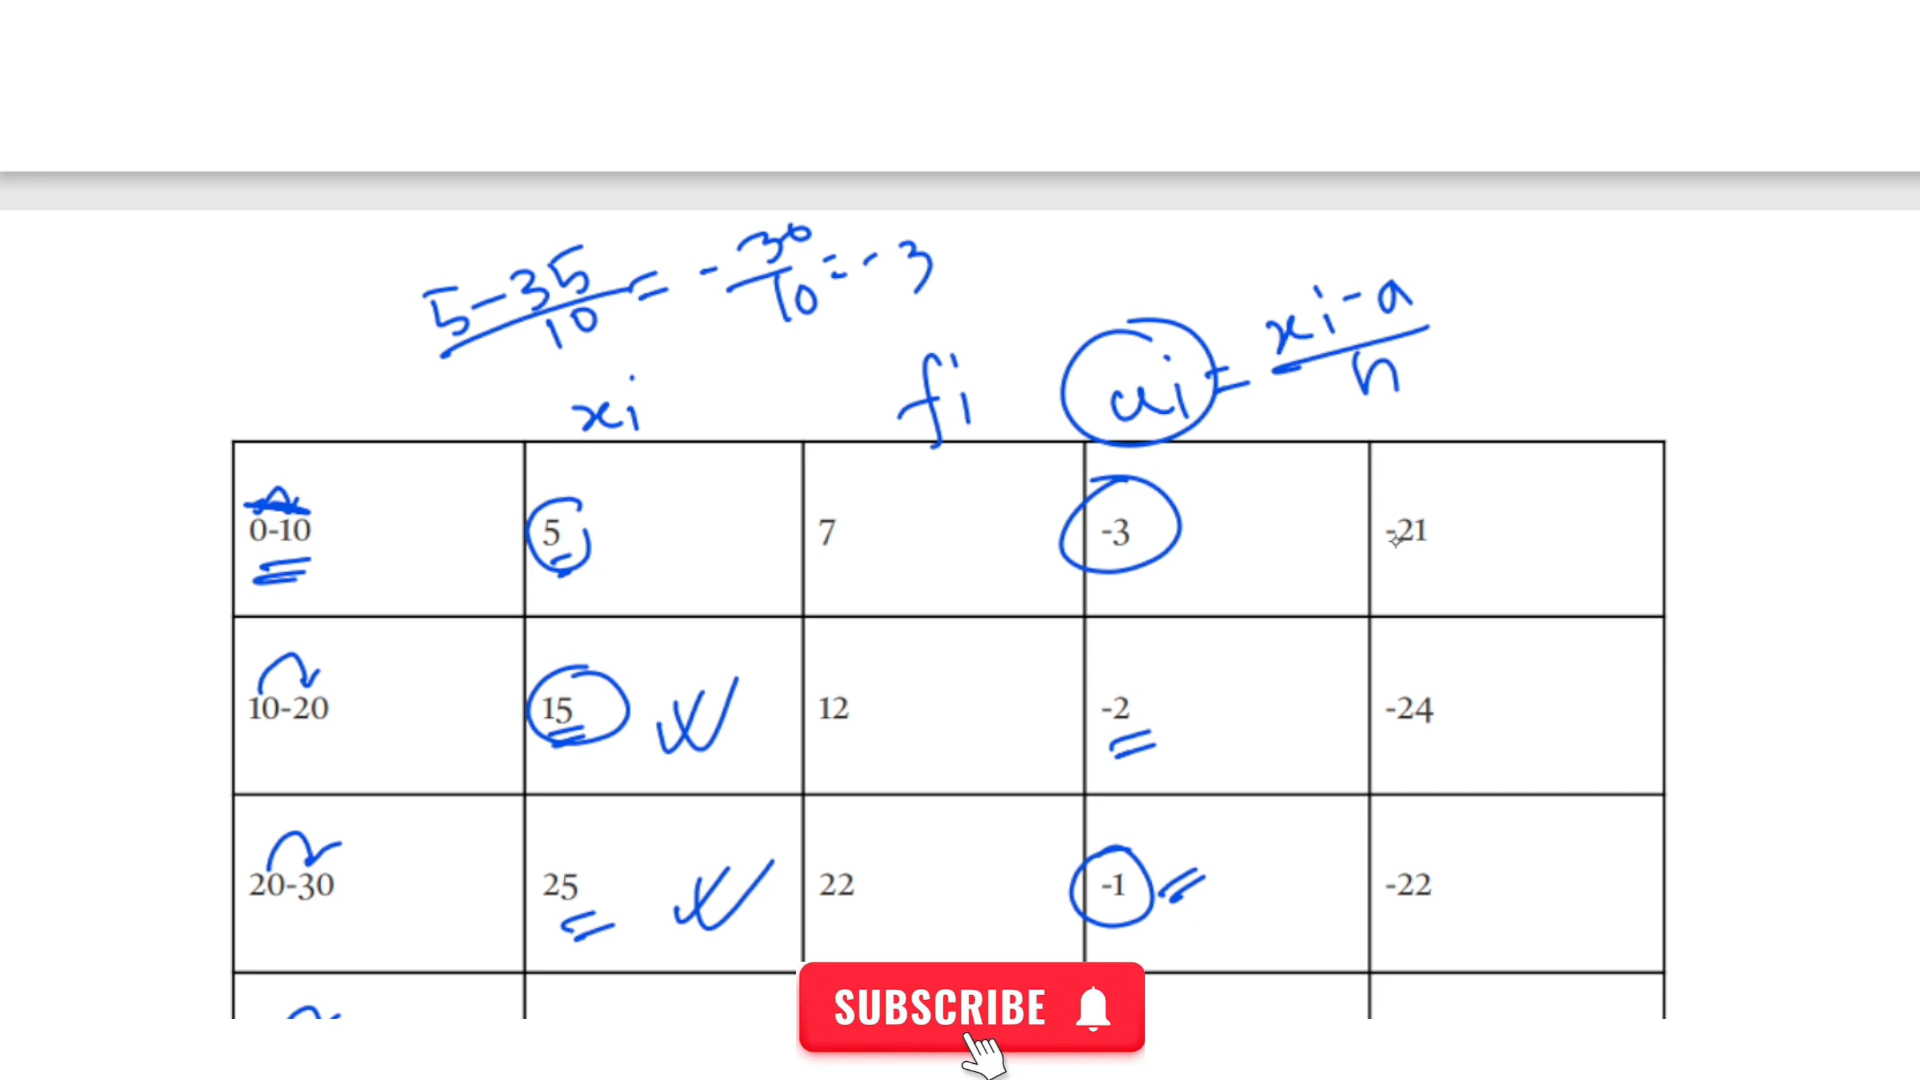 5-35/10 = -30/10 = -3
xi fi ui = xi-a/h
0-10 5 7 -3 -21
10-20 15 12 -2 -24
20-30 25 22 -1 -22
SUBSCRIBE